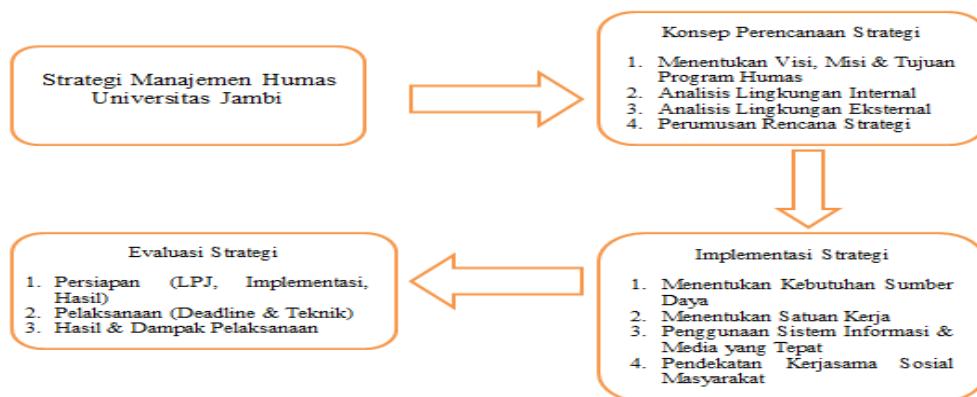 Strategi Manajemen Humas
Universitas Jambi
Konsep Perencanaan Strategi
1. Menentukan Visi, Misi & Tujuan
Program Humas
2. Analisis Lingkungan Internal
3. Analisis Lingkungan Eksternal
4. Perumusan Rencana Strategi
Implementasi Strategi
1. Menentukan Kebutuhan Sumber
Daya
2. Menentukan Satuan Kerja
3. Penggunaan Sistem Informasi &
Media yang Tepat
4. Pendekatan Kerjasama Sosial
Masyarakat
Evaluasi Strategi
1. Persiapan (LPJ, Implementasi,
Hasil)
2. Pelaksanaan (Deadline & Teknik)
3. Hasil & Dampak Pelaksanaan